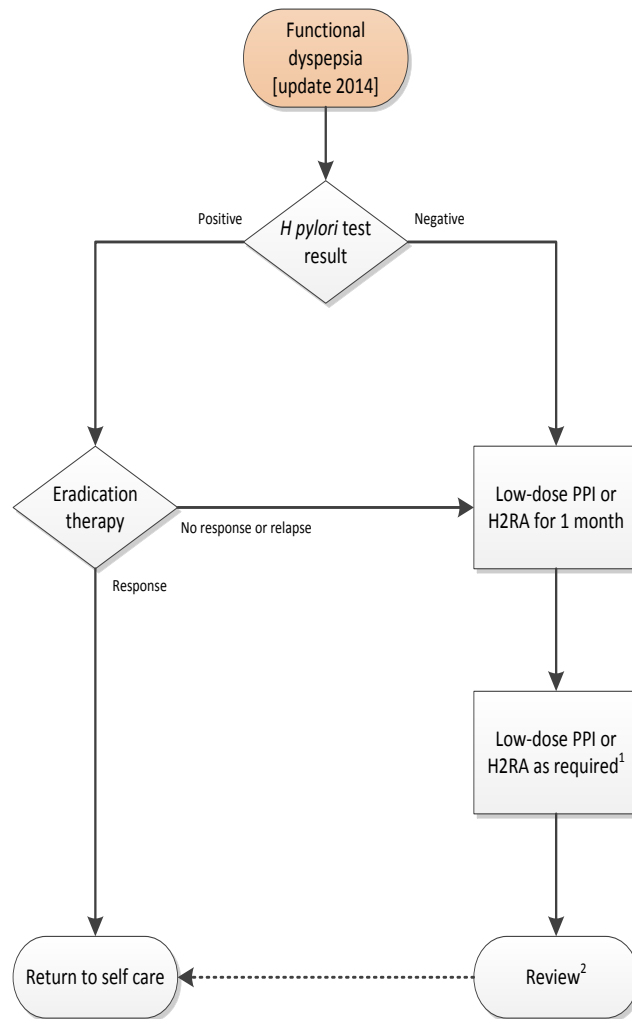 Functional
dyspepsia
[update 2014]
Positive
Negative
H pylori test
result
Eradication
therapy
No response or relapse
Response
Low-dose PPI or
H2RA for 1 month
Low-dose PPI or
H2RA as required¹
Return to self care
Review²